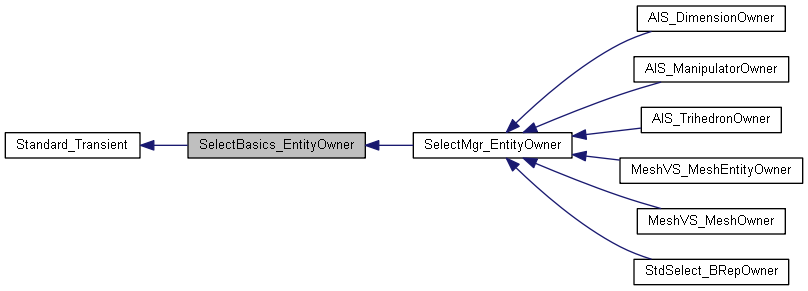 AIS_DimensionOwner
AIS_ManipulatorOwner
AIS_TrihedronOwner
Standard_Transient
SelectBasics_EntityOwner
SelectMgr_EntityOwner
MeshVS_MeshEntityOwner
MeshVS_MeshOwner
StdSelect_BRepOwner